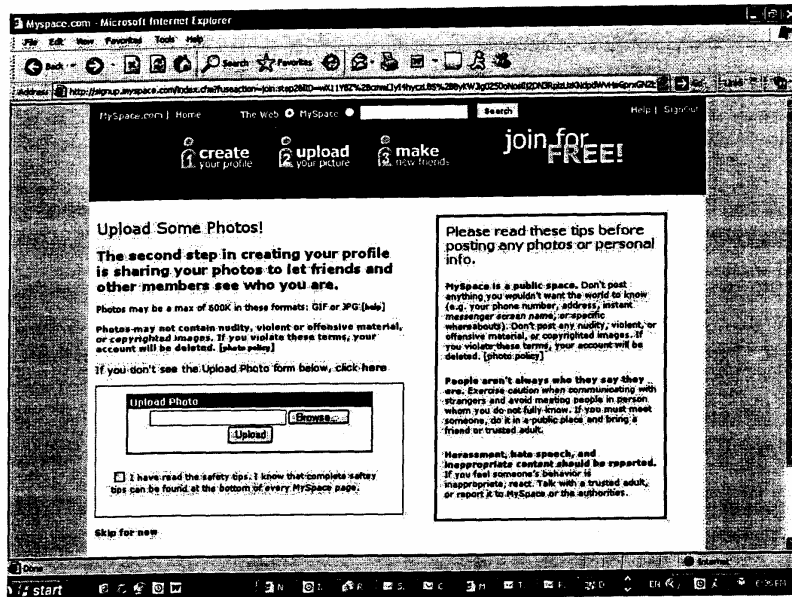 Myspace.com - Microsoft Internet Explorer
File Edit View Favorites Tools Help
Back Search Favorites
Address http://signup.myspace.com/index.cfm?fuseaction=join.step2
MySpace.com | Home The Web MySpace Search Help | SignOut
1 create your profile 2 upload your picture 3 make new friends join for FREE!
Upload Some Photos!
The second step in creating your profile
is sharing your photos to let friends and
other members see who you are.
Photos may be a max of 600K in these formats: GIF or JPG [help]
Photos may not contain nudity, violent or offensive material,
or copyrighted images. If you violate these terms, your
account will be deleted. [photo policy]
If you don't see the Upload Photo form below, click here
Upload Photo
Browse...
Upload
I have read the safety tips. I know that complete saftey
tips can be found at the bottom of every MySpace page.
Skip for now
Please read these tips before
posting any photos or personal
info.
MySpace is a public space. Don't post
anything you wouldn't want the world to know
(e.g. your phone number, address, instant
messenger screen name, or specific
whereabouts). Don't post any nudity, violent, or
offensive material, or copyrighted images. If
you violate these terms, your account will be
deleted. [photo policy]
People aren't always who they say they
are. Exercise caution when communicating with
strangers and avoid meeting people in person
whom you do not fully know. If you must meet
someone, do it in a public place and bring a
friend or trusted adult.
Harassment, hate speech, and
inappropriate content should be reported.
If you feel someone's behavior is
inappropriate, react. Talk with a trusted adult,
or report it to MySpace or the authorities.
Done Internet
start